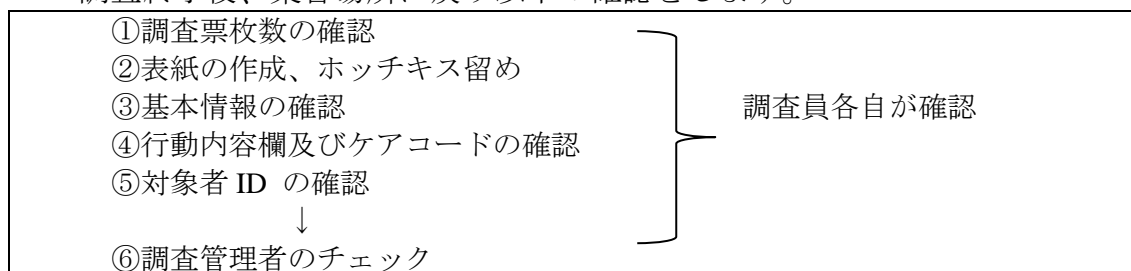 ①調査票枚数の確認
②表紙の作成、ホッチキス留め
③基本情報の確認
調査員各自が確認
④行動内容欄及びケアコードの確認
⑤対象者 ID の確認
↓
⑥調査管理者のチェック